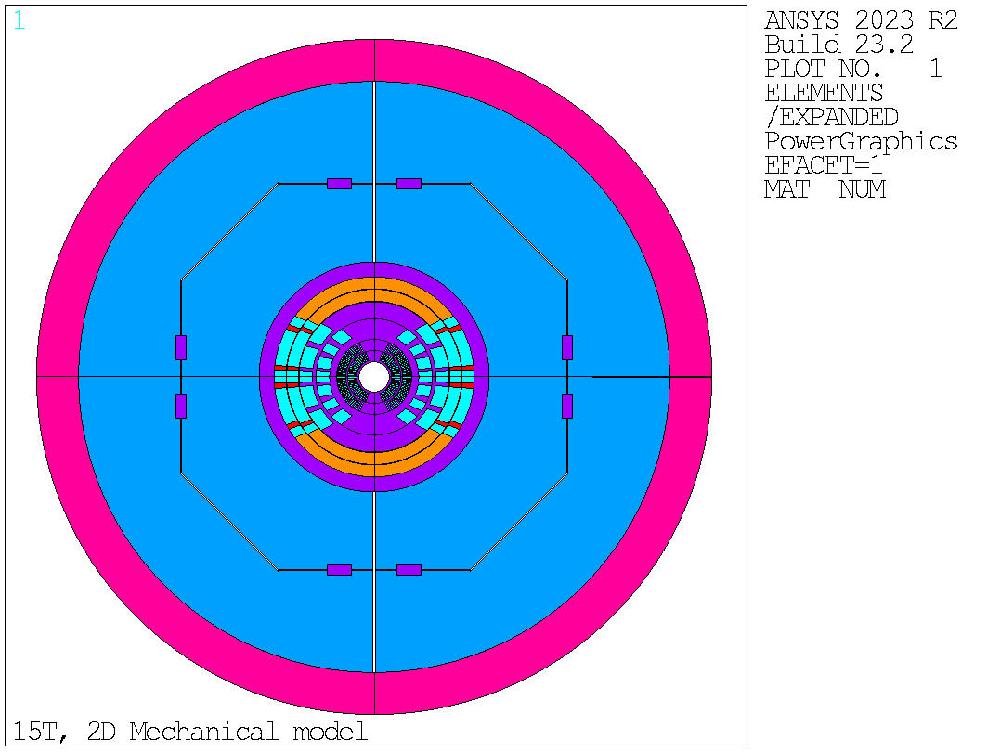 1
ANSYS 2023 R2
Build 23.2
PLOT NO. 1
ELEMENTS
/EXPANDED
PowerGraphics
EFACET=1
MAT NUM
15T, 2D Mechanical model